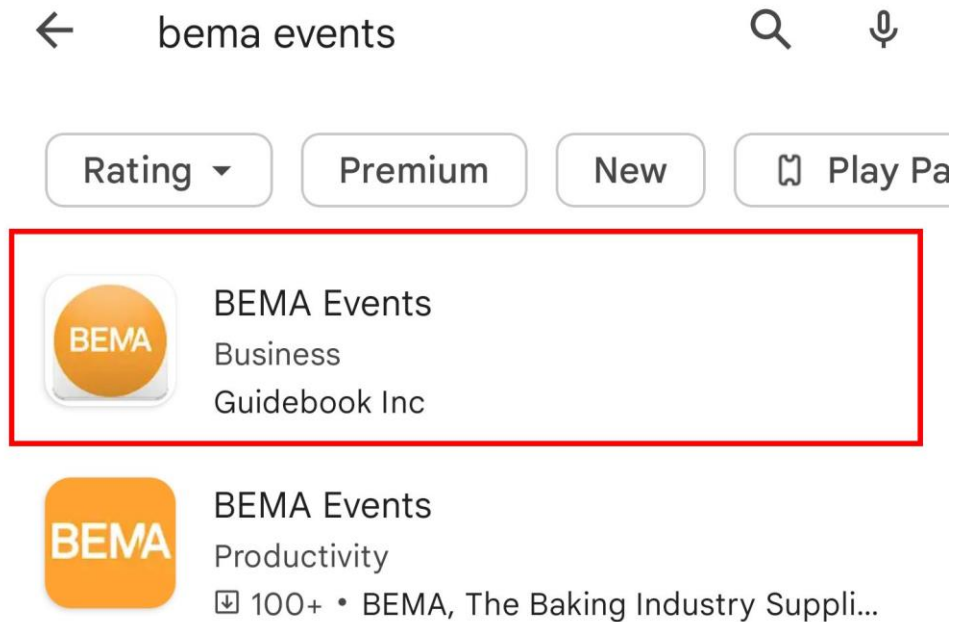 bema events
Rating Premium New Play Pa
BEMA
BEMA Events
Business
Guidebook Inc
BEMA
BEMA Events
Productivity
100+ • BEMA, The Baking Industry Suppli...